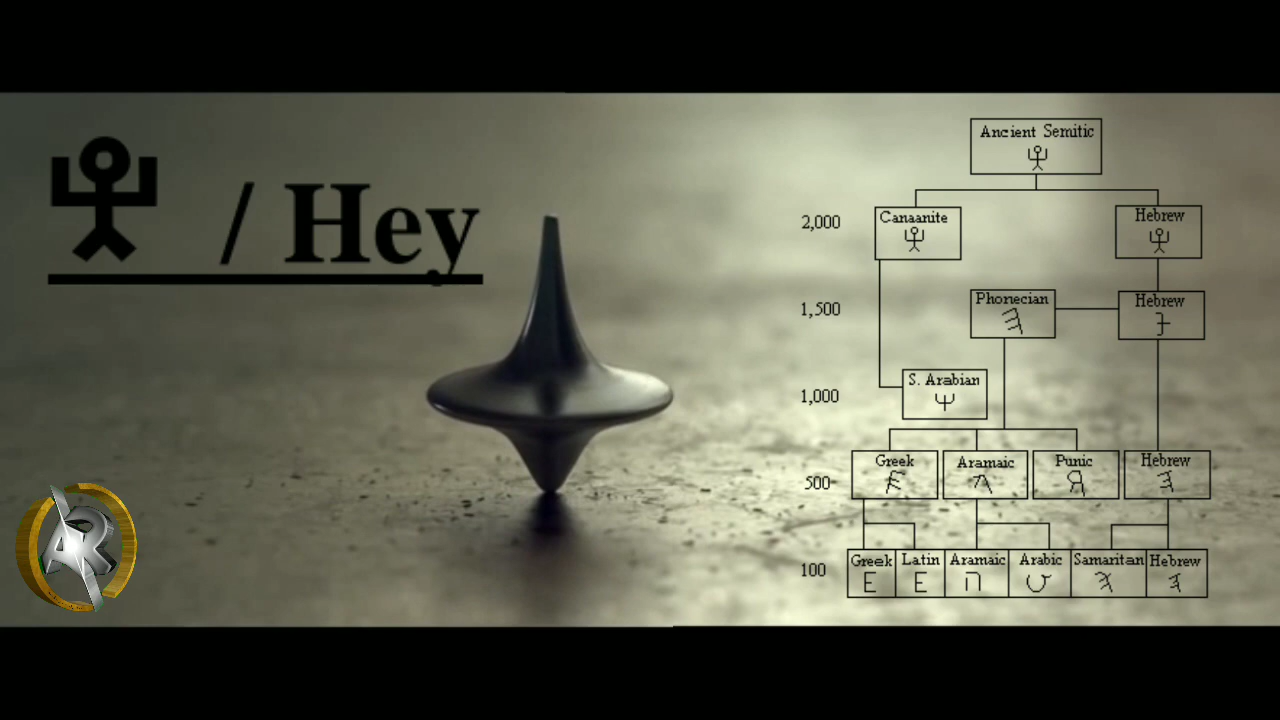 / Hey
Ancient Semitic
2,000
Canaanite
Hebrew
1,500
Phonecian
Hebrew
1,000
S. Arabian
500
Greek
Aramaic
Punic
Hebrew
100
Greek
E
Latin
E
Aramaic
Arabic
Samaritan
Hebrew
AR